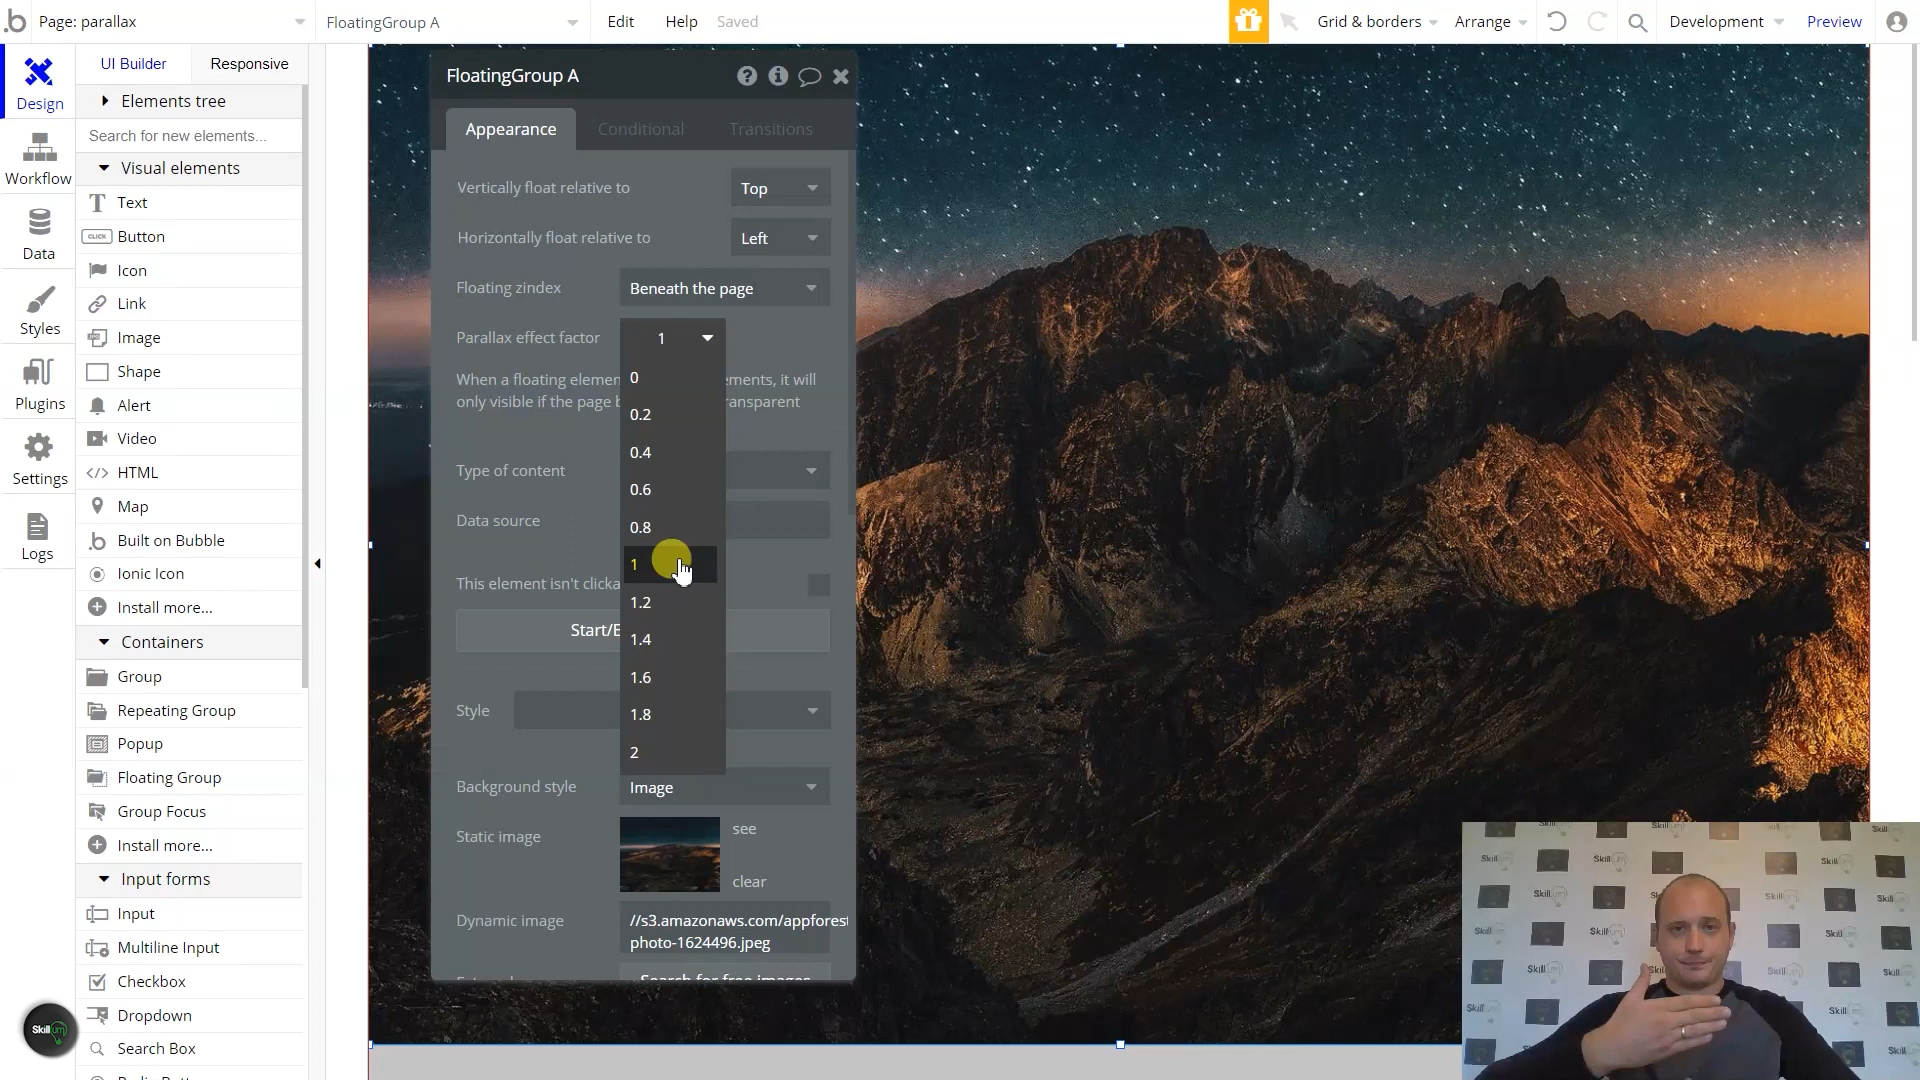 Page: parallax
FloatingGroup A
Edit
Help
Saved
Grid & borders
Arrange
Development
Preview
Design
Workflow
Data
Styles
Plugins
Settings
Logs
UI Builder
Responsive
Elements tree
Search for new elements...
Visual elements
Text
CLICK Button
Icon
Link
Image
Shape
Alert
Video
HTML
Map
Built on Bubble
Ionic Icon
Install more...
Containers
Group
Repeating Group
Popup
Floating Group
Group Focus
Install more...
Input forms
Input
Multiline Input
Checkbox
Dropdown
Search Box
FloatingGroup A
Appearance
Conditional
Transitions
Vertically float relative to
Top
Horizontally float relative to
Left
Floating zindex
Beneath the page
Parallax effect factor
1
0
0.2
0.4
0.6
0.8
1
1.2
1.4
1.6
1.8
2
When a floating elemen ements, it will
only visible if the page b ransparent
Type of content
Data source
This element isn't clicka
Start/E
Style
Background style
Image
Static image
see
clear
Dynamic image
//s3.amazonaws.com/appforest
photo-1624496.jpeg
Search for free images
Skillum